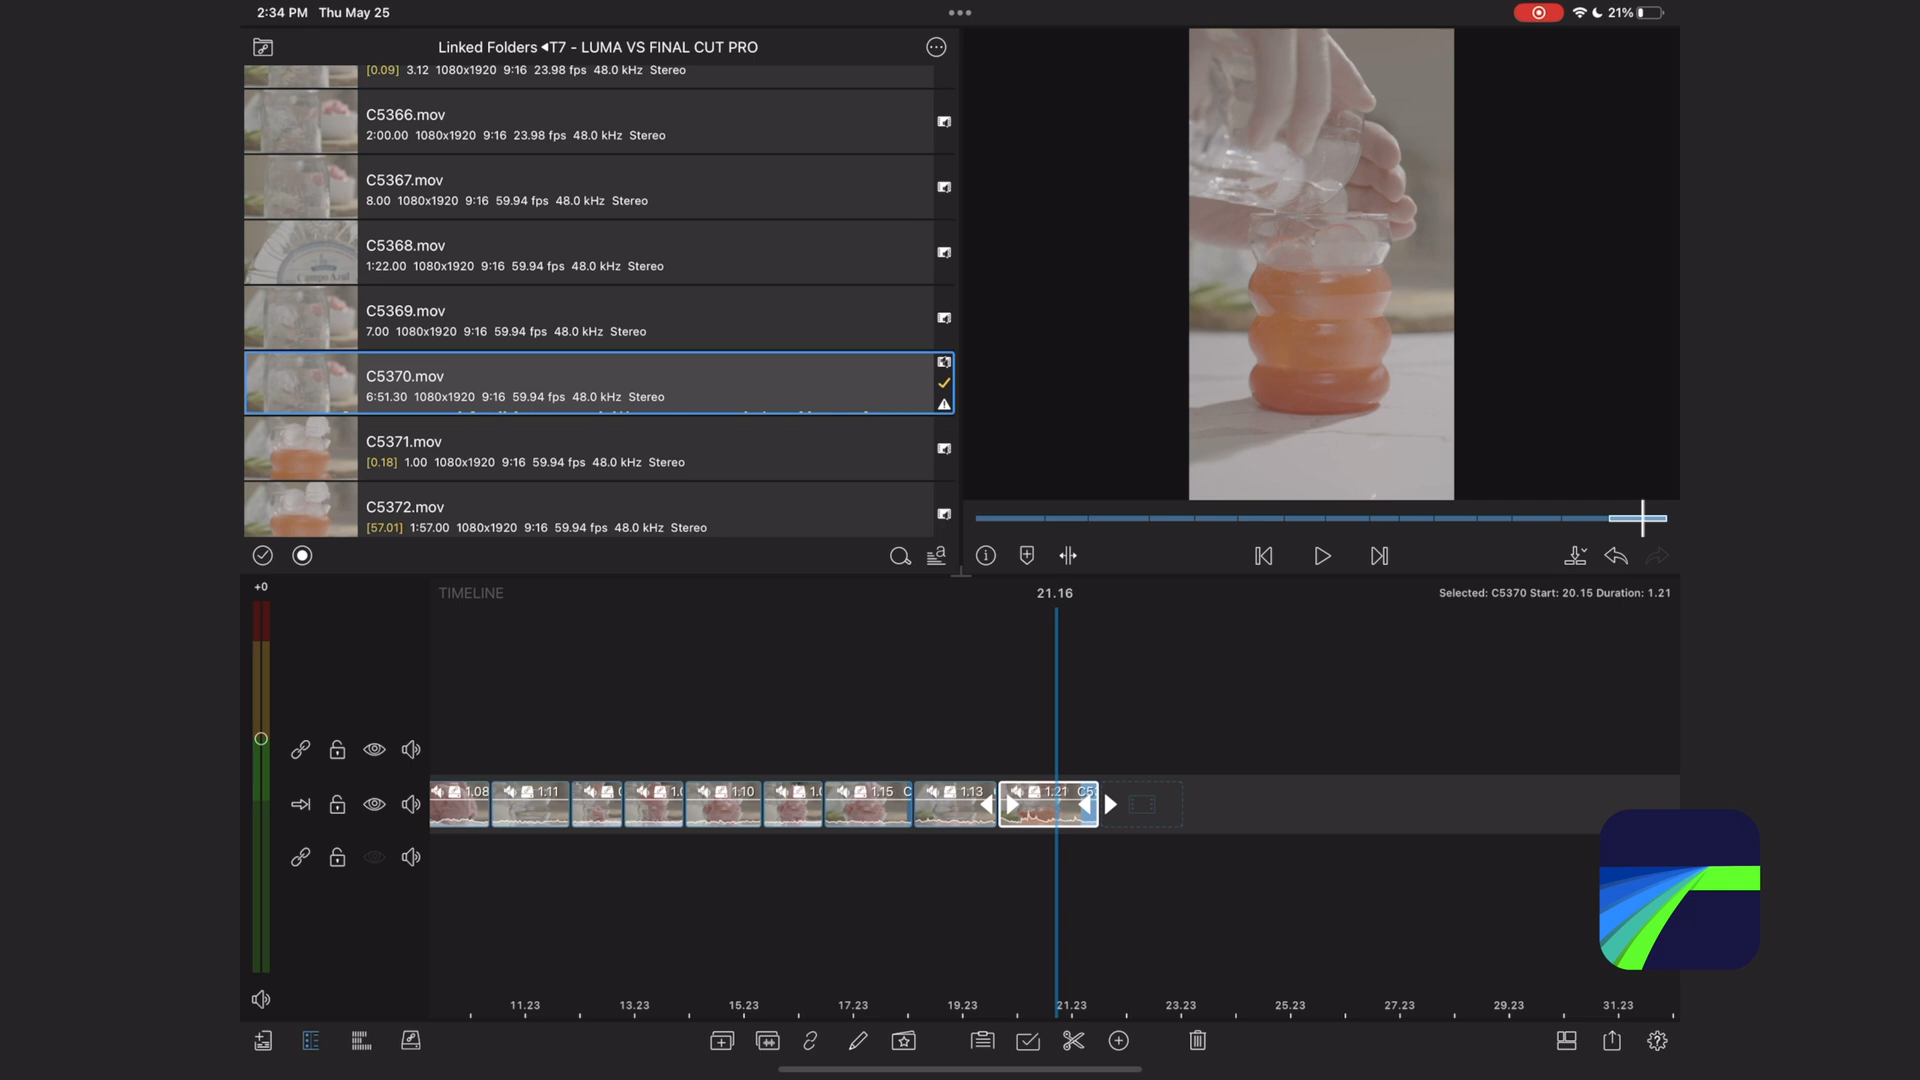 2:34 PM Thu May 25
21%
Linked Folders ◀T7 - LUMA VS FINAL CUT PRO
[0.09] 3.12 1080x1920 9:16 23.98 fps 48.0 kHz Stereo
C5366.mov
2:00.00 1080x1920 9:16 23.98 fps 48.0 kHz Stereo
C5367.mov
8.00 1080x1920 9:16 59.94 fps 48.0 kHz Stereo
C5368.mov
1:22.00 1080x1920 9:16 59.94 fps 48.0 kHz Stereo
Campo Azul
C5369.mov
7.00 1080x1920 9:16 59.94 fps 48.0 kHz Stereo
C5370.mov
6:51.30 1080x1920 9:16 59.94 fps 48.0 kHz Stereo
C5371.mov
[0.18] 1.00 1080x1920 9:16 59.94 fps 48.0 kHz Stereo
C5372.mov
[57.01] 1:57.00 1080x1920 9:16 59.94 fps 48.0 kHz Stereo
a
+0
TIMELINE
21.16
Selected: C5370 Start: 20.15 Duration: 1.21
1.08 1.11 1:10 1.15 C 1.13 1.21
11.23 13.23 15.23 17.23 19.23 21.23 23.23 25.23 27.23 29.23 31.23